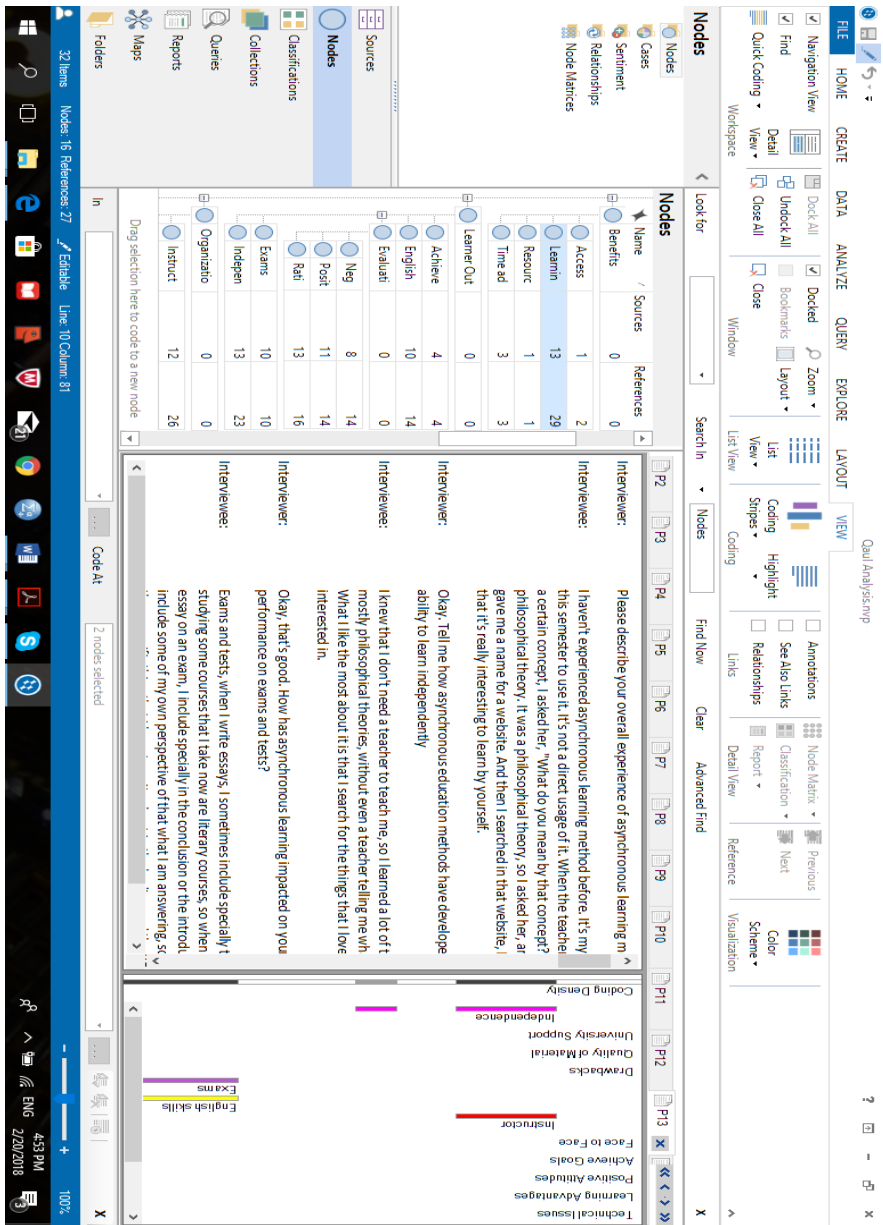 Qaul Analysis.nvp
FILE HOME CREATE DATA ANALYZE QUERY EXPLORE LAYOUT VIEW
Navigation View
Find
Quick Coding
Detail View
Workspace
Dock All
Undock All
Close All
Docked
Bookmarks
Close
Zoom
Layout
Window
List View
List View
Coding Stripes
Highlight
Coding
Annotations
See Also Links
Relationships
Links
Node Matrix
Classification
Report
Detail View
Previous
Next
Reference
Color Scheme
Visualization
Nodes
Look for
Search In
Nodes
Find Now
Clear
Advanced Find
Nodes
Cases
Sentiment
Relationships
Node Matrices
Sources
Nodes
Classifications
Collections
Queries
Reports
Maps
Folders
Nodes
Name Sources References
Benefits 0 0
Access 1 2
Learnin 13 29
Resourc 1 1
Time ad 3 3
Learner Out 0 0
Achieve 4 4
English 10 14
Evaluati 0 0
Neg 8 14
Posit 11 14
Rati 13 16
Exams 10 10
Indepen 13 23
Organizatio 0 0
Instruct 12 26
Drag selection here to code to a new node
P2 P3 P4 P5 P6 P7 P8 P9 P10 P11 P12 P13
Interviewer: Please describe your overall experience of asynchronous learning m
Interviewee: I haven't experienced asynchronous learning method before. It's my
this semester to use it. It's not a direct usage of it. When the teacher
a certain concept, I asked her, "What do you mean by that concept?
philosophical theory. It was a philosophical theory, so I asked her, ar
gave me a name for a website. And then I searched in that website, I
that it's really interesting to learn by yourself.
Interviewer: Okay. Tell me how asynchronous education methods have develope
ability to learn independently
Interviewee: I knew that I don't need a teacher to teach me, so I learned a lot of t
mostly philosophical theories, without even a teacher telling me wh
What I like the most about it is that I search for the things that I love
interested in.
Interviewer: Okay, that's good. How has asynchronous learning impacted on you
performance on exams and tests?
Interviewee: Exams and tests, when I write essays, I sometimes include specially t
studying some courses that I take now are literary courses, so when
essay on an exam, I include specially in the conclusion or the introdu
include some of my own perspective of that what I am answering, so
Coding Density
Independence
University Support
Quality of Material
Drawbacks
Exams
English skills
Instructor
Face to Face
Achieve Goals
Positive Attitudes
Learning Advantages
Technical Issues
In
Code At
2 nodes selected
32 Items Nodes: 16 References: 27 Editable Line: 10 Column: 81
100%
21
ENG
4:53 PM
2/20/2018
3